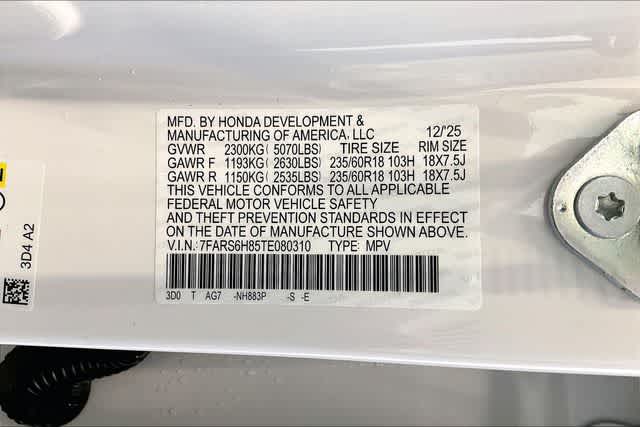 MFD. BY HONDA DEVELOPMENT &
MANUFACTURING OF AMERICA, LLC 12/'25
GVWR 2300KG( 5070LBS) TIRE SIZE RIM SIZE
GAWR F 1193KG( 2630LBS) 235/60R18 103H 18X7.5J
GAWR R 1150KG( 2535LBS) 235/60R18 103H 18X7.5J
THIS VEHICLE CONFORMS TO ALL APPLICABLE
FEDERAL MOTOR VEHICLE SAFETY
AND THEFT PREVENTION STANDARDS IN EFFECT
ON THE DATE OF MANUFACTURE SHOWN ABOVE.
V.I.N.: 7FARS6H85TE080310 TYPE: MPV
3D0 T AG7 -NH883P -S -E
3D4 A2